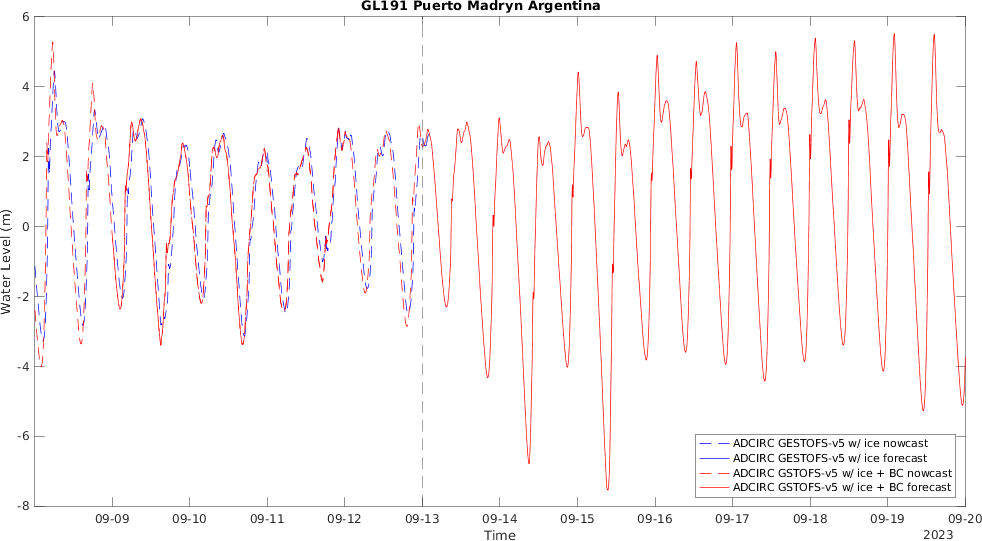 GL191 Puerto Madryn Argentina
6
4
2
0
-2
-4
-6
-8
Water Level (m)
ADCIRC GESTOFS-v5 w/ ice nowcast
ADCIRC GESTOFS-v5 w/ ice forecast
ADCIRC GSTOFS-v5 w/ ice + BC nowcast
ADCIRC GSTOFS-v5 w/ ice + BC forecast
09-09 09-10 09-11 09-12 09-13 09-14 09-15 09-16 09-17 09-18 09-19 09-20
Time
2023